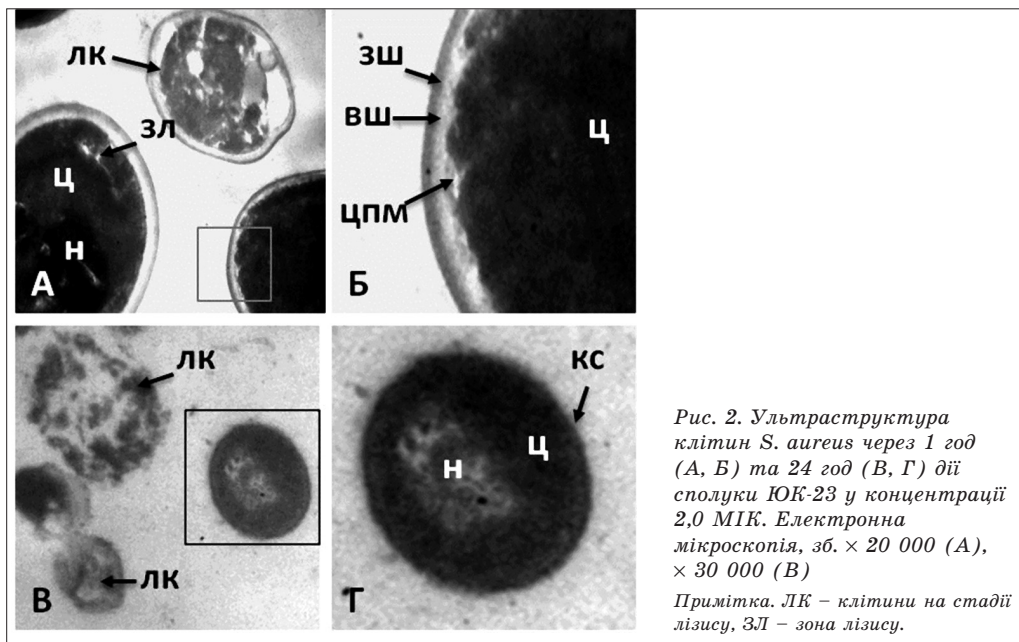 ЛК
ЗЛ
Ц
Н
А
ЗШ
ВШ
Ц
ЦПМ
Б
ЛК
ЛК
В
КС
Ц
Н
Г
Рис. 2. Ультраструктура
клітин S. aureus через 1 год
(А, Б) та 24 год (В, Г) дії
сполуки ЮК-23 у концентрації
2,0 МІК. Електронна
мікроскопія, зб. × 20 000 (А),
× 30 000 (В)
Примітка. ЛК – клітини на стадії
лізису, ЗЛ – зона лізису.